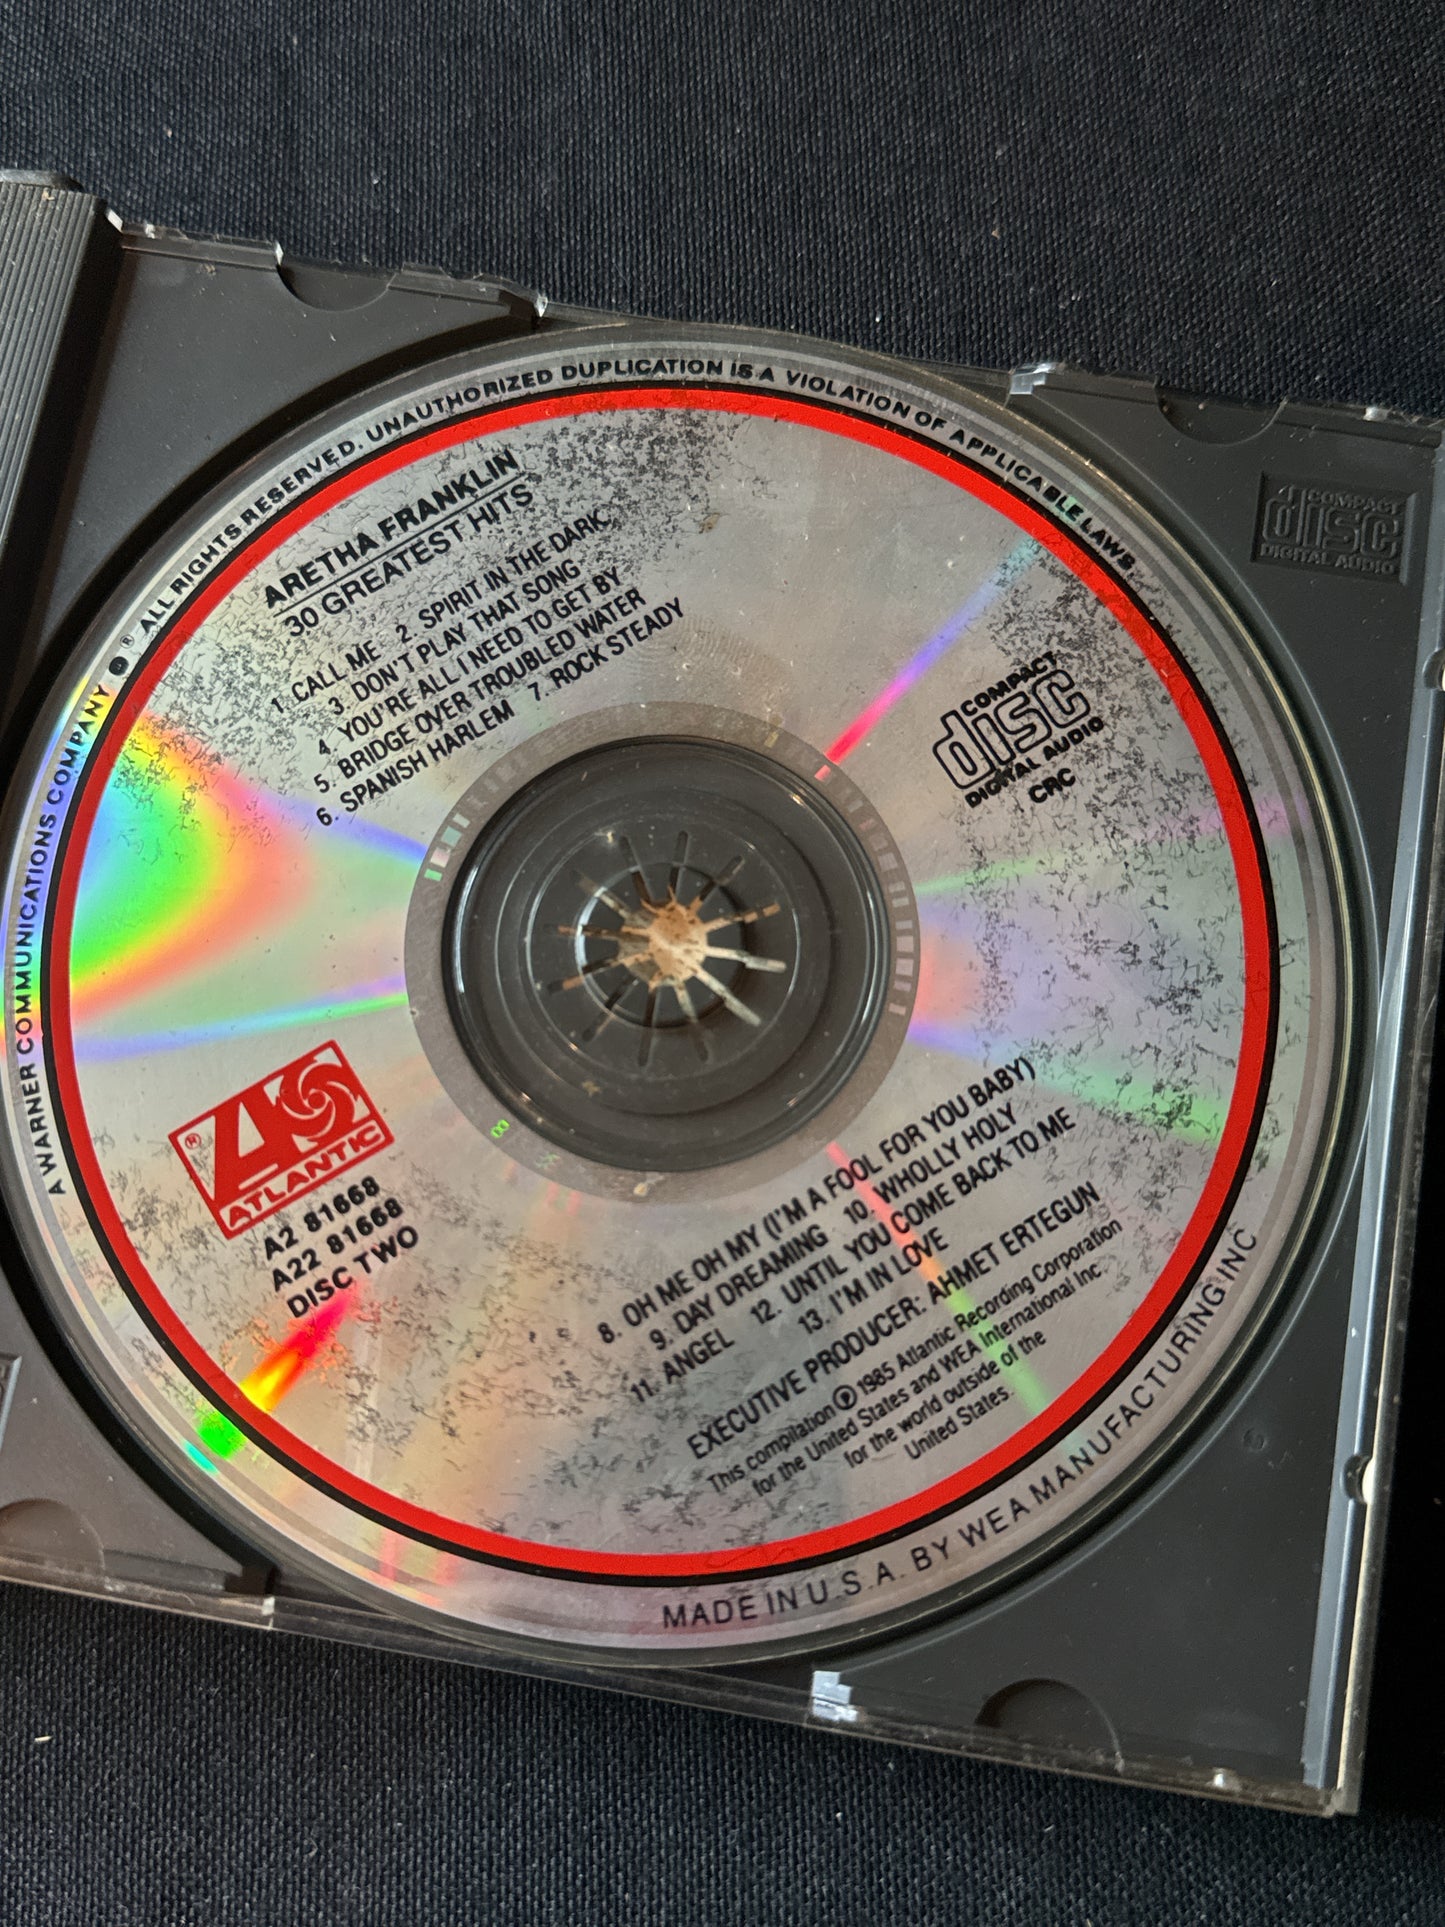 A WARNER COMMUNICATIONS COMPANY ® ALL RIGHTS RESERVED. UNAUTHORIZED DUPLICATION IS A VIOLATION OF APPLICABLE LAWS.
ARETHA FRANKLIN
30 GREATEST HITS
1. CALL ME 2. SPIRIT IN THE DARK
3. DON'T PLAY THAT SONG
4. YOU'RE ALL I NEED TO GET BY
5. BRIDGE OVER TROUBLED WATER
6. SPANISH HARLEM 7. ROCK STEADY
COMPACT
disc
DIGITAL AUDIO
CRC
® ATLANTIC
A2 81668
A22 81668
DISC TWO
8. OH ME OH MY (I'M A FOOL FOR YOU BABY)
9. DAY DREAMING 10 WHOLLY HOLY
11. ANGEL 12. UNTIL YOU COME BACK TO ME
13. I'M IN LOVE
EXECUTIVE PRODUCER: AHMET ERTEGUN
This compilation ℗ 1985 Atlantic Recording Corporation
for the United States and WEA International Inc.
for the world outside of the
United States.
MADE IN U.S.A. BY WEA MANUFACTURING INC
COMPACT
disc
DIGITAL AUDIO